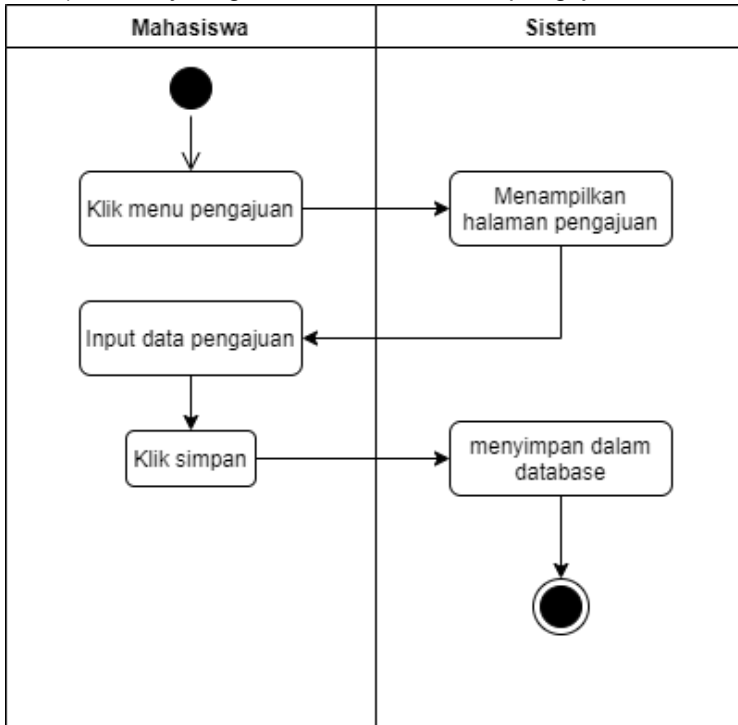 Mahasiswa
Sistem
Klik menu pengajuan
Menampilkan
halaman pengajuan
Input data pengajuan
Klik simpan
menyimpan dalam
database